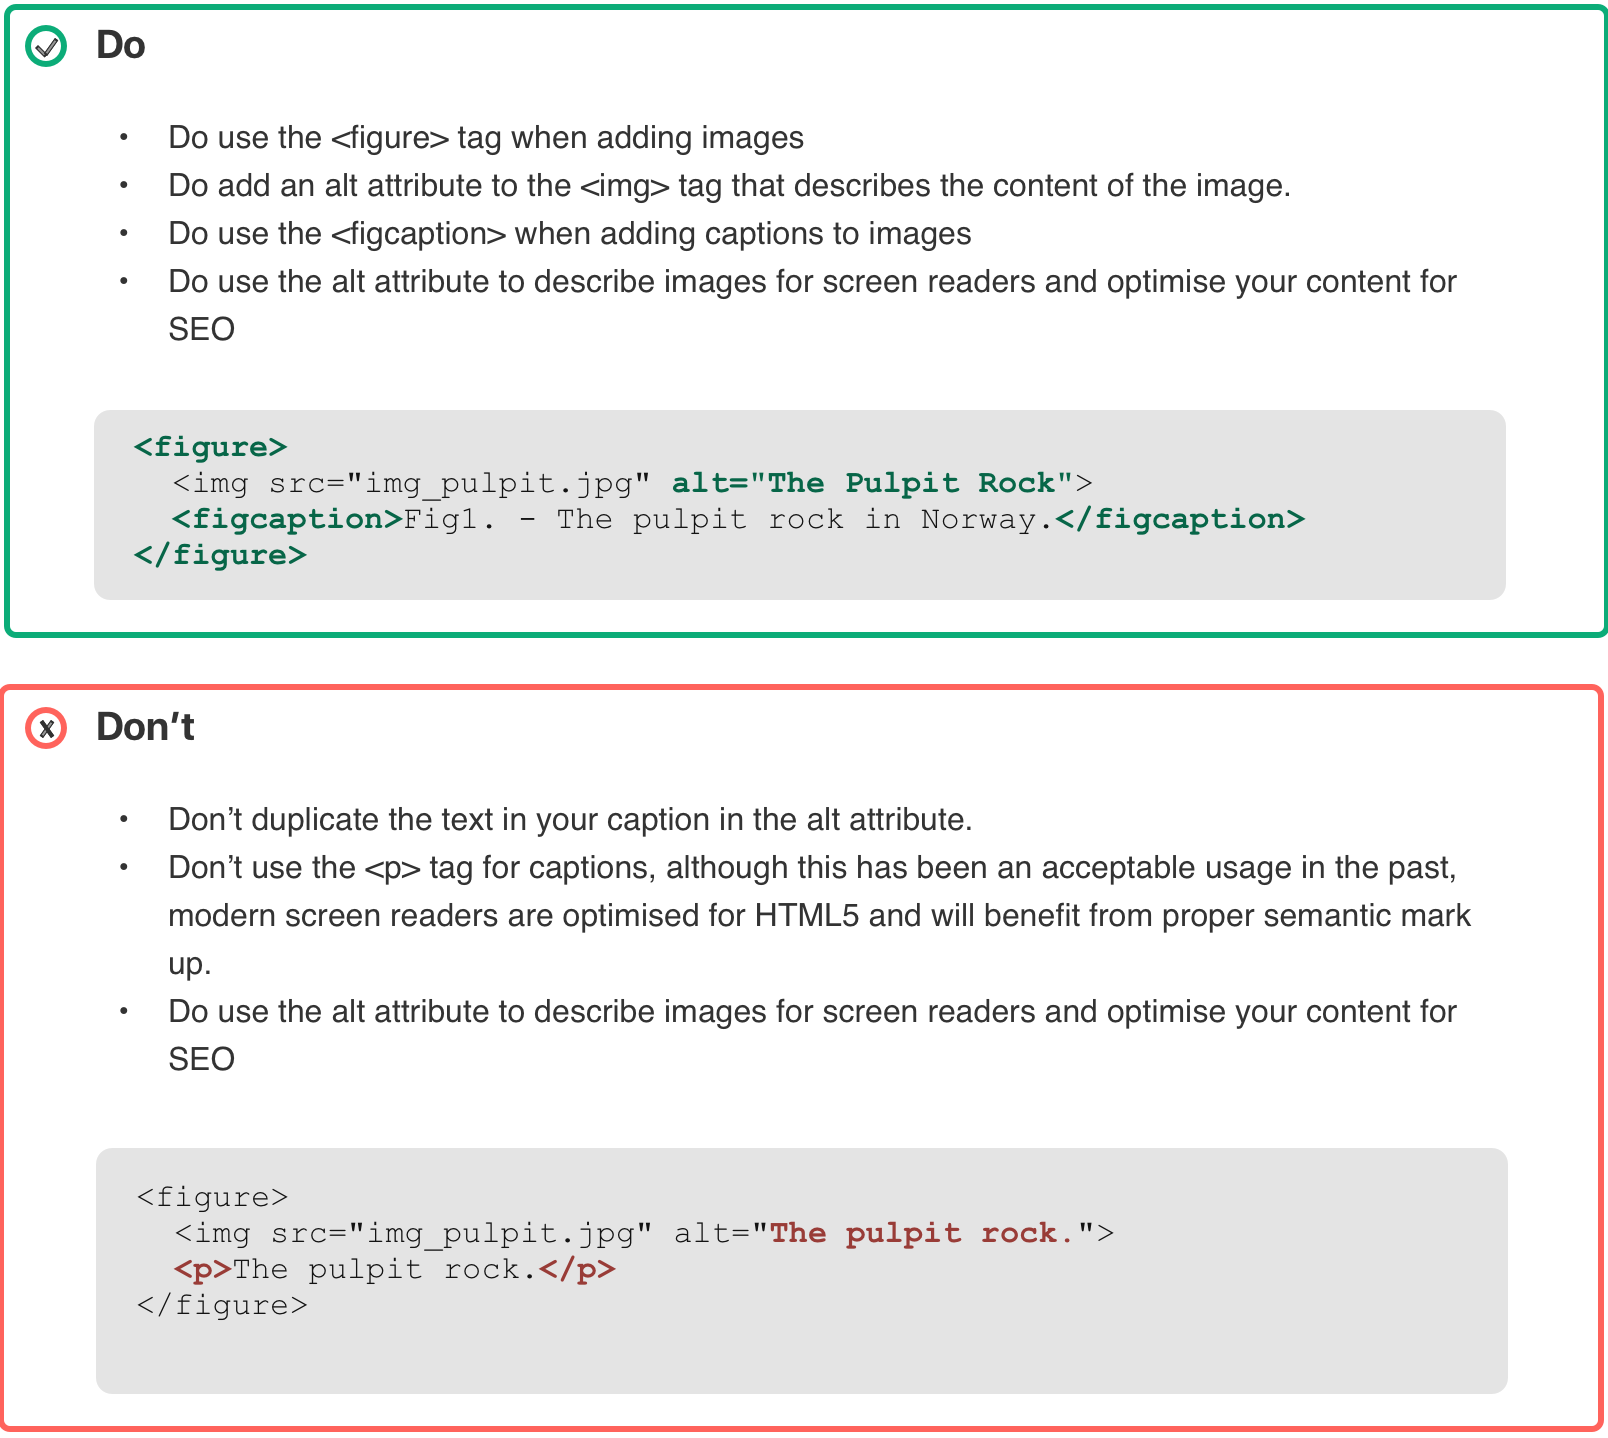 Do
• Do use the <figure> tag when adding images
• Do add an alt attribute to the <img> tag that describes the content of the image.
• Do use the <figcaption> when adding captions to images
• Do use the alt attribute to describe images for screen readers and optimise your content for
SEO
<figure>
  <img src="img_pulpit.jpg" alt="The Pulpit Rock">
  <figcaption>Fig1. - The pulpit rock in Norway.</figcaption>
</figure>
Don’t
• Don’t duplicate the text in your caption in the alt attribute.
• Don’t use the <p> tag for captions, although this has been an acceptable usage in the past,
modern screen readers are optimised for HTML5 and will benefit from proper semantic mark
up.
• Do use the alt attribute to describe images for screen readers and optimise your content for
SEO
<figure>
  <img src="img_pulpit.jpg" alt="The pulpit rock.">
  <p>The pulpit rock.</p>
</figure>